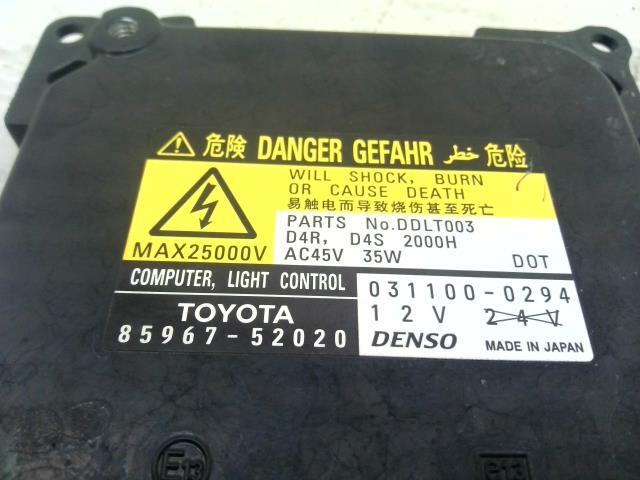 危険 DANGER GEFAHR خطر 危险
WILL SHOCK, BURN
OR CAUSE DEATH
易触电而导致烧伤甚至死亡
MAX25000V
PARTS No.DDLT003
D4R, D4S 2000H
AC45V 35W DOT
COMPUTER, LIGHT CONTROL
TOYOTA
85967-52020
031100-0294
12V 24V
DENSO MADE IN JAPAN
E13